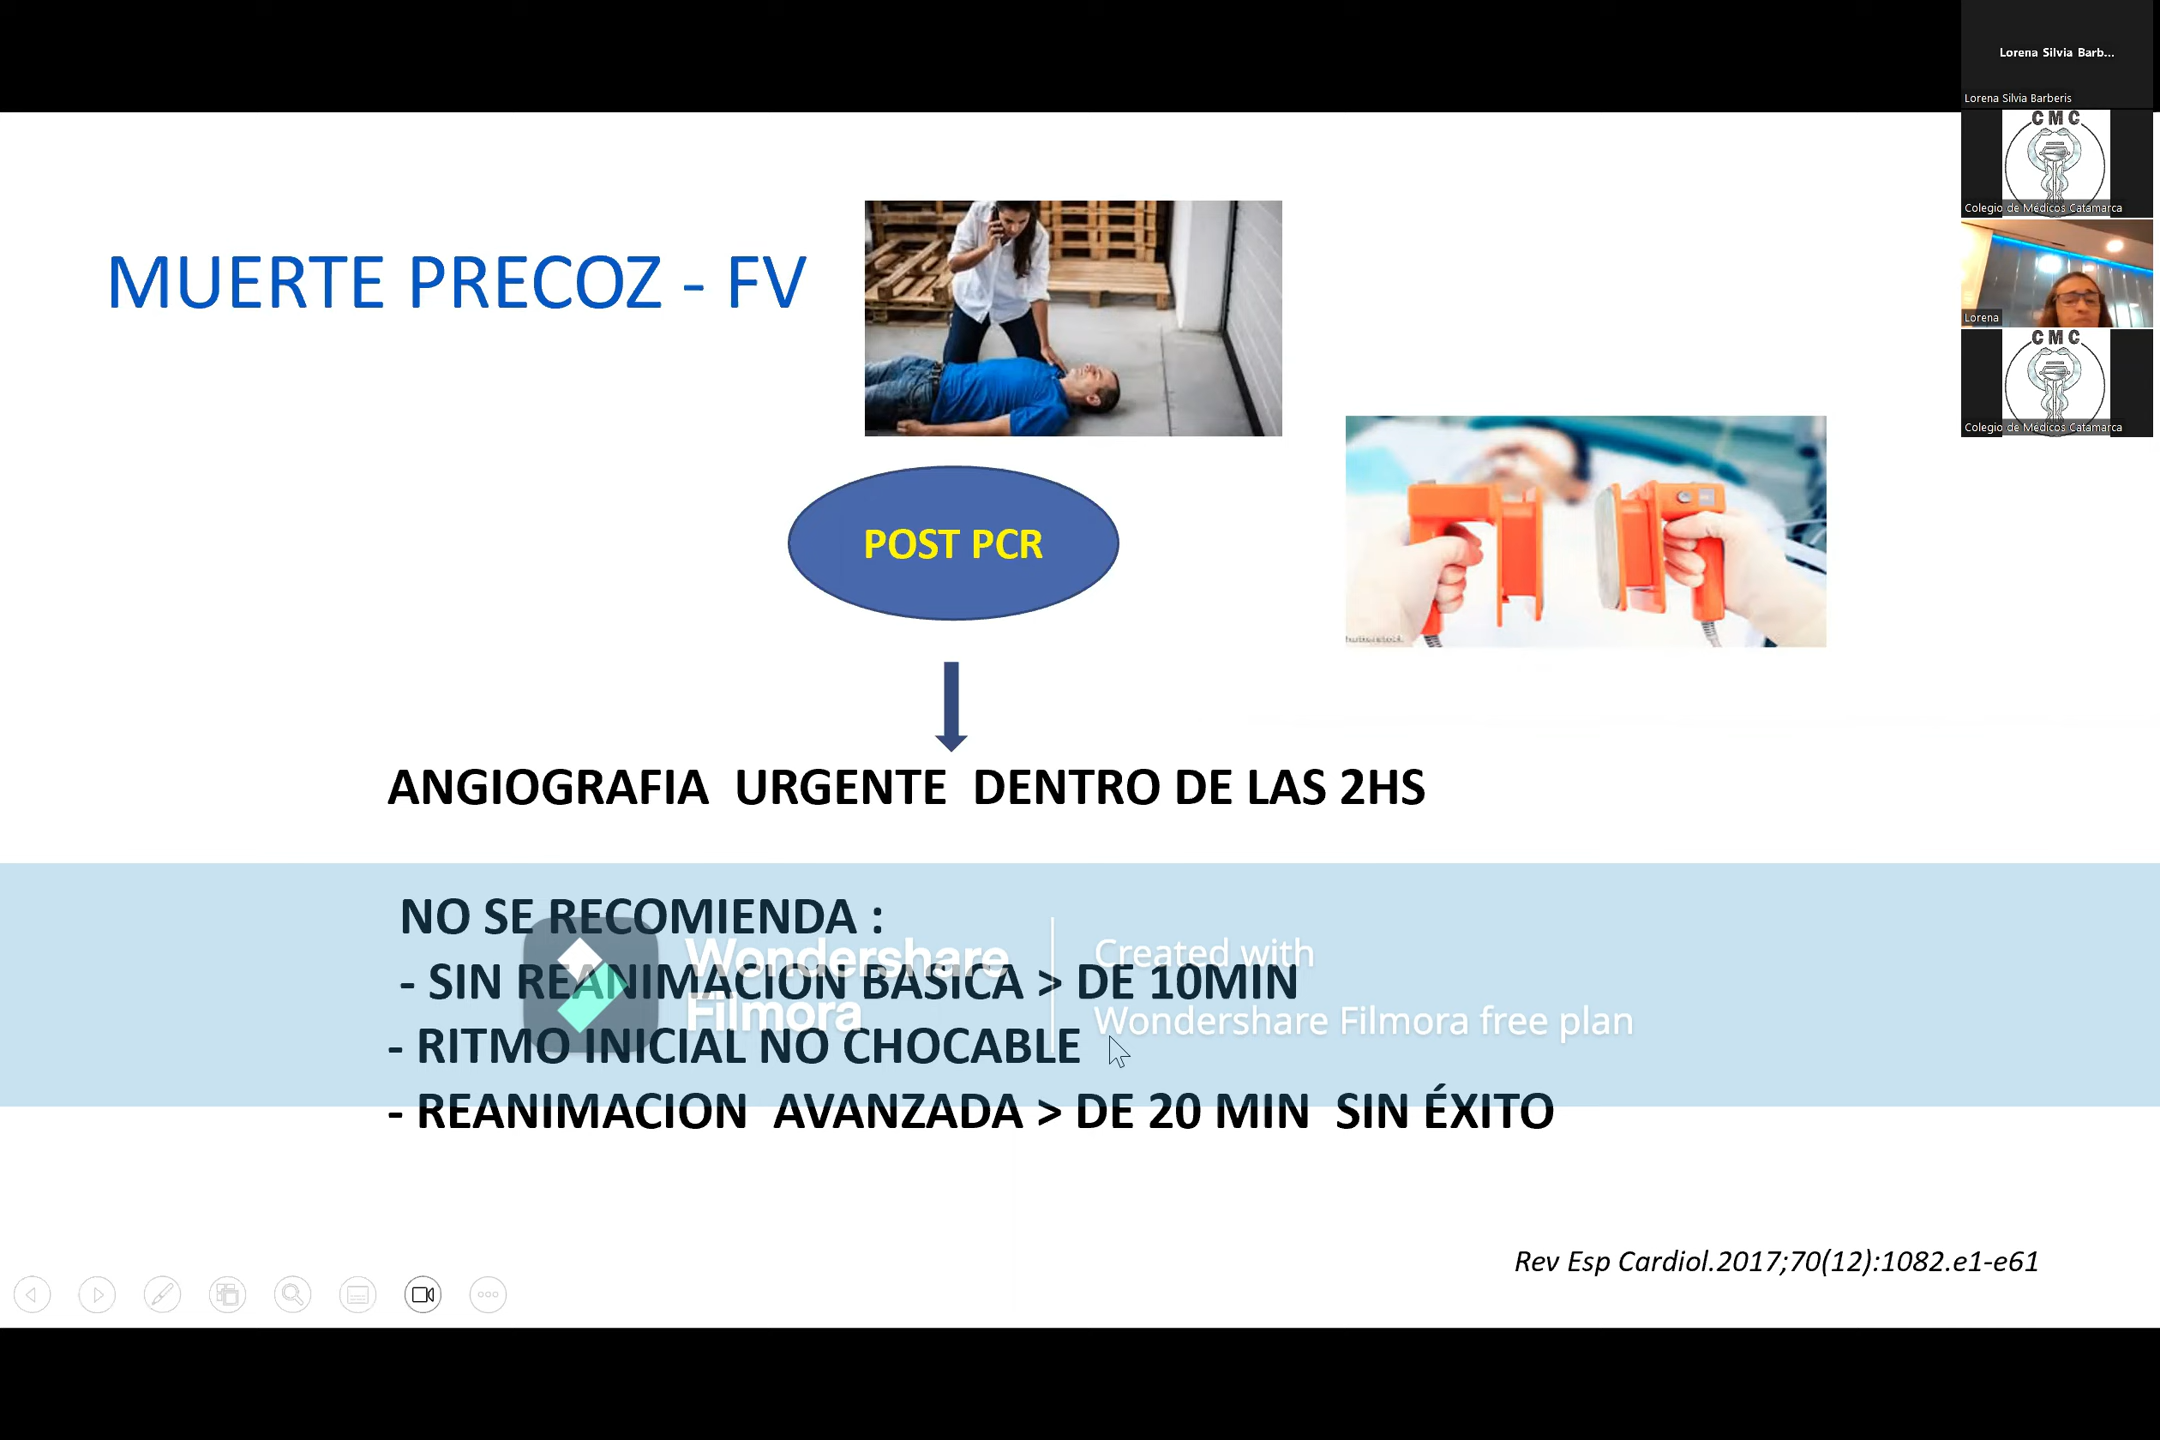 Lorena Silvia Barb...
Lorena Silvia Barberis
CMC
Colegio de Médicos Catamarca
Lorena
CMC
Colegio de Médicos Catamarca
MUERTE PRECOZ - FV
POST PCR
ANGIOGRAFIA URGENTE DENTRO DE LAS 2HS
NO SE RECOMIENDA :
- SIN REANIMACION BASICA > DE 10MIN
- RITMO INICIAL NO CHOCABLE
- REANIMACION AVANZADA > DE 20 MIN SIN ÉXITO
Wondershare
Filmora
Created with
Wondershare Filmora free plan
Rev Esp Cardiol.2017;70(12):1082.e1-e61